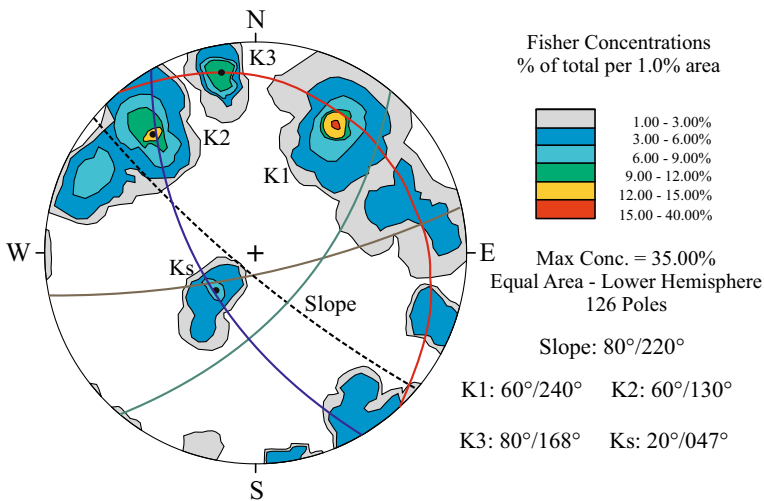 N
K3
K2
K1
W
E
Ks
Slope
S
Fisher Concentrations
% of total per 1.0% area
1.00 - 3.00%
3.00 - 6.00%
6.00 - 9.00%
9.00 - 12.00%
12.00 - 15.00%
15.00 - 40.00%
Max Conc. = 35.00%
Equal Area - Lower Hemisphere
126 Poles
Slope: 80°/220°
K1: 60°/240° K2: 60°/130°
K3: 80°/168° Ks: 20°/047°